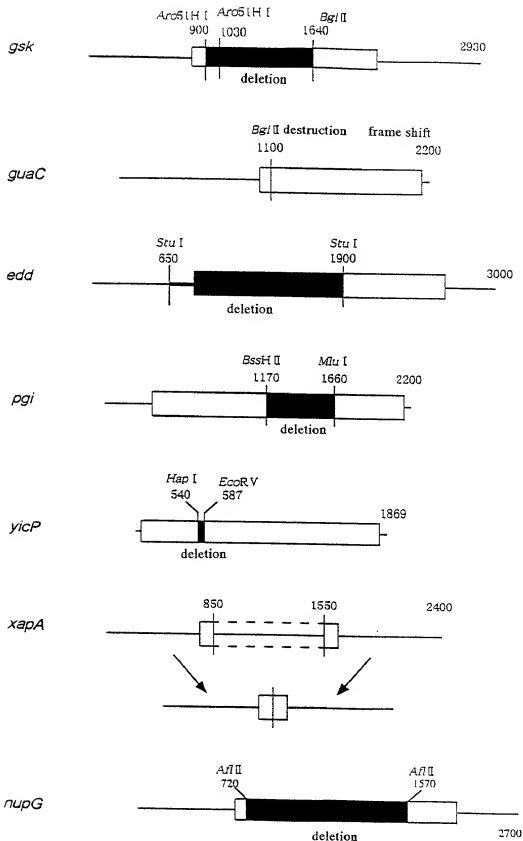 Aro51H I
Aro51H I
Bgl II
gsk
900
1030
1640
2930
deletion
Bgl II destruction frame shift
1100
2200
guaC
Stu I
Stu I
650
1900
3000
edd
deletion
BssH II
Mlu I
1170
1660
2200
pgi
deletion
Hap I
EcoRV
540
587
1869
yicP
deletion
850
1550
2400
xapA
Afl II
Afl II
720
1570
nupG
2700
deletion